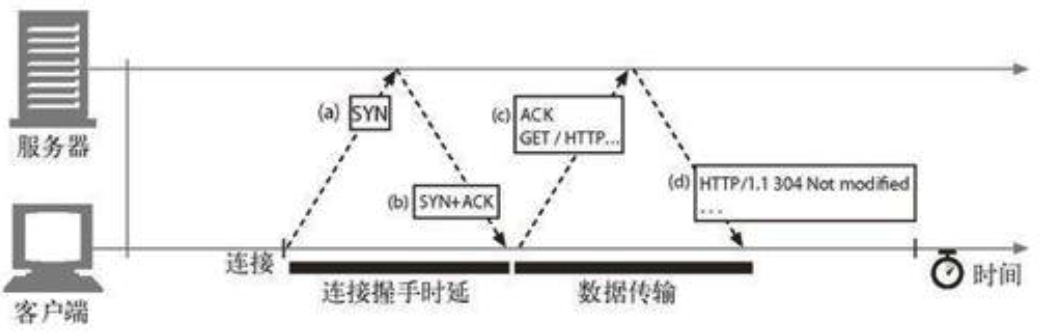 服务器
(a) SYN
(c) ACK
GET / HTTP...
(b) SYN+ACK
(d) HTTP/1.1 304 Not modified
...
客户端
连接
连接握手时延
数据传输
时间